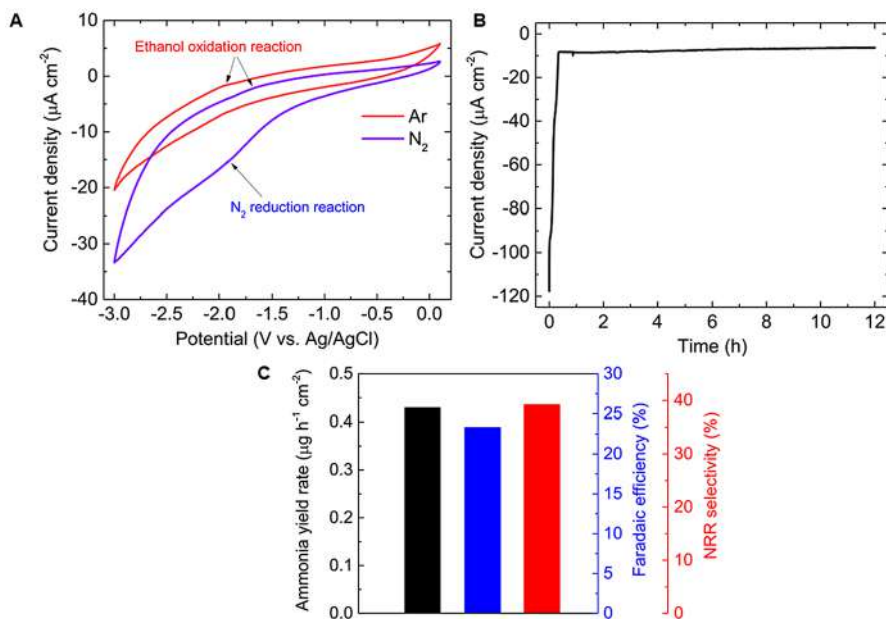 A
Ethanol oxidation reaction
Ar
N₂
N₂ reduction reaction
Current density (μA cm⁻²)
10
0
-10
-20
-30
-40
-3.0 -2.5 -2.0 -1.5 -1.0 -0.5 0.0
Potential (V vs. Ag/AgCl)
B
Current density (μA cm⁻²)
0
-20
-40
-60
-80
-100
-120
0 2 4 6 8 10 12
Time (h)
C
Ammonia yield rate (μg h⁻¹ cm⁻²)
0.5
0.4
0.3
0.2
0.1
0.0
30
25
20
15
10
5
0
Faradaic efficiency (%)
40
30
20
10
0
NRR selectivity (%)